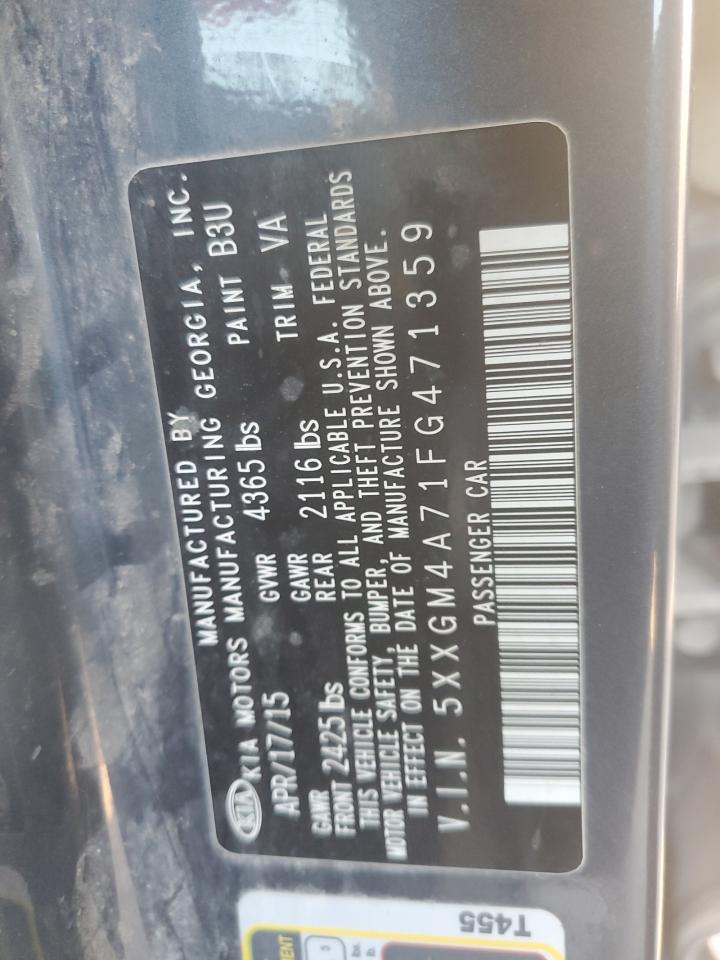 MANUFACTURED BY
KIA KIA MOTORS MANUFACTURING GEORGIA, INC.
APR/17/15 GVWR 4365 lbs PAINT B3U
GAWR FRONT 2425 lbs GAWR REAR 2116 lbs TRIM VA
THIS VEHICLE CONFORMS TO ALL APPLICABLE U.S.A. FEDERAL
MOTOR VEHICLE SAFETY, BUMPER, AND THEFT PREVENTION STANDARDS
IN EFFECT ON THE DATE OF MANUFACTURE SHOWN ABOVE.
V.I.N. 5XXGM4A71FG471359
PASSENGER CAR
T455